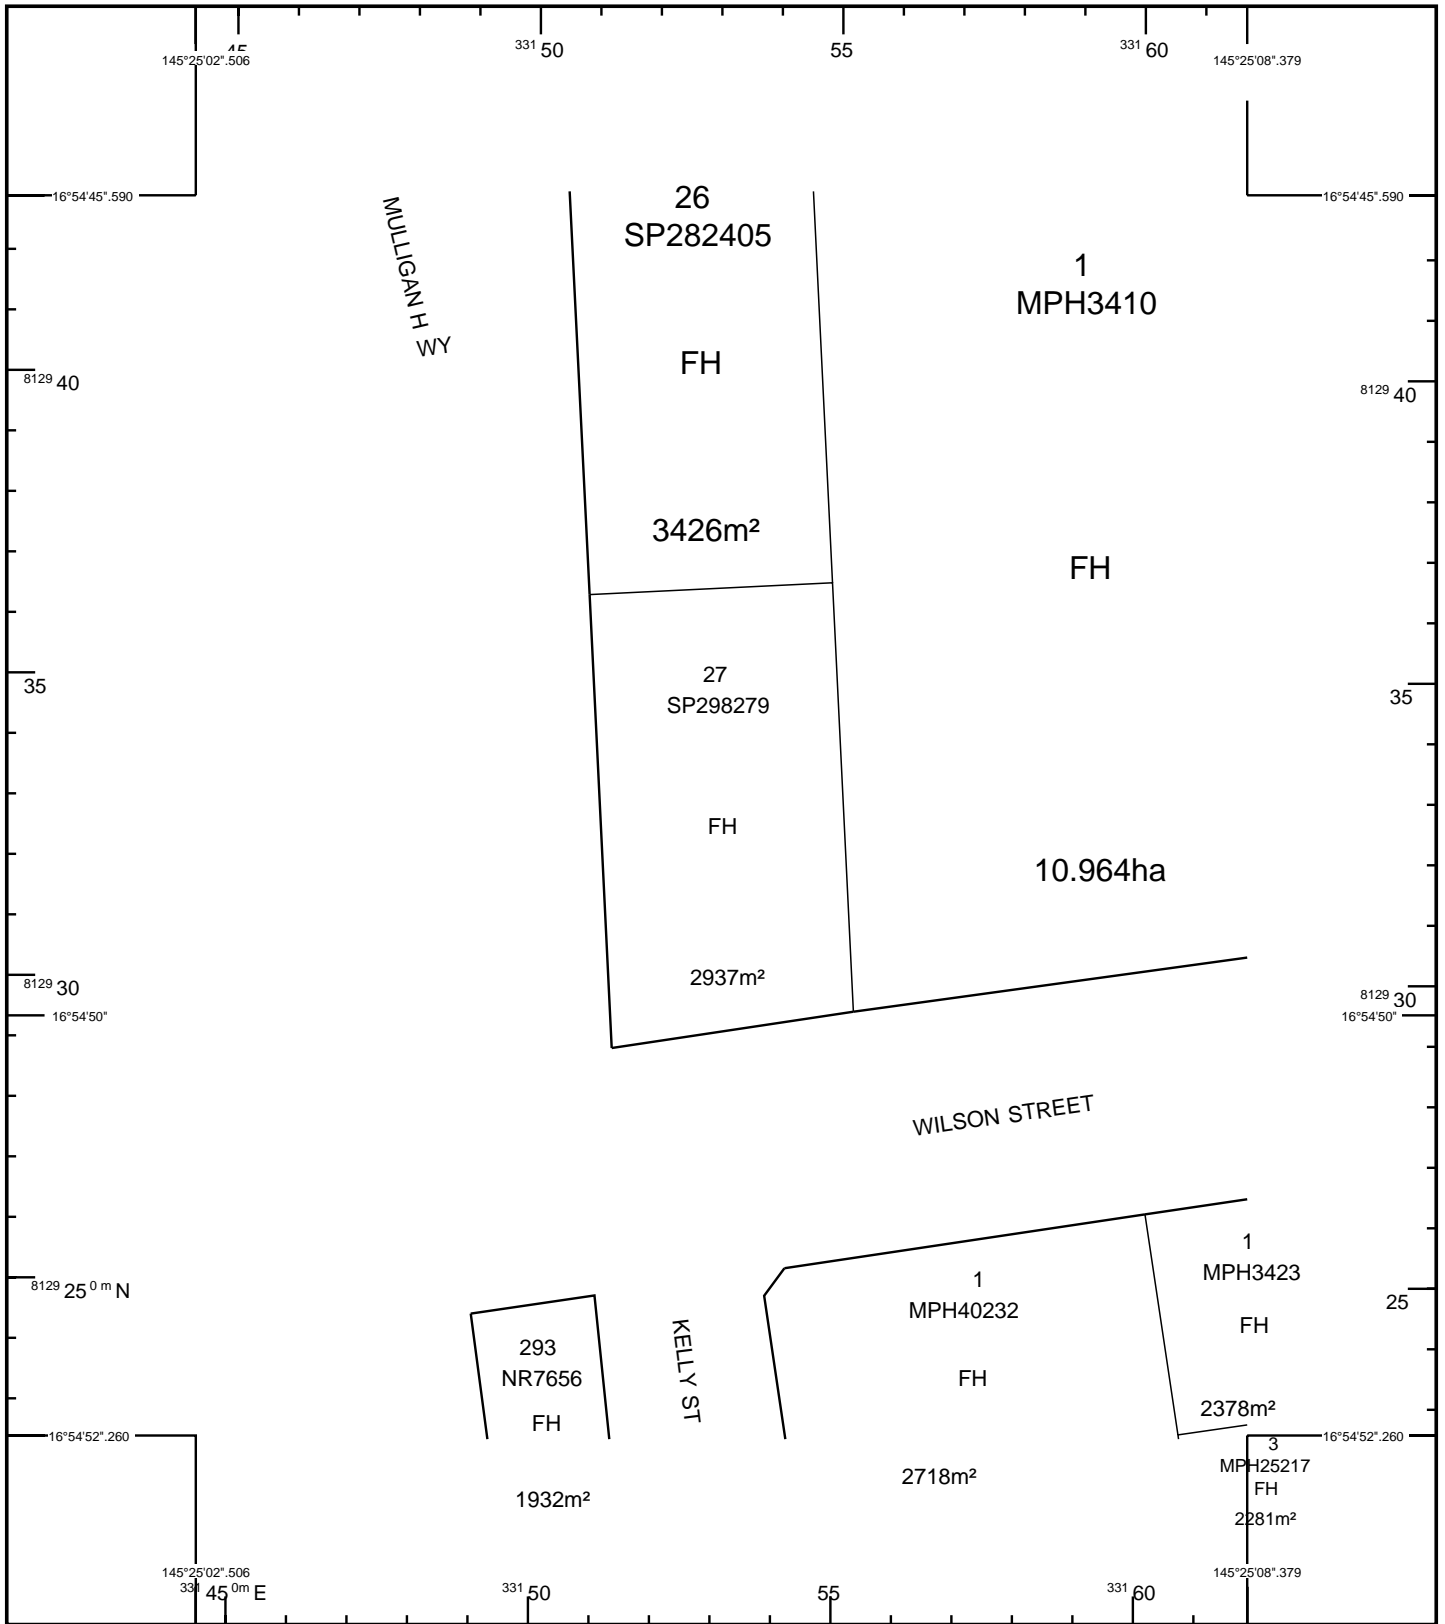 45
331 50
55
331 60
145°25'02".506
145°25'08".379
16°54'45".590
16°54'45".590
MULLIGAN H WY
26
SP282405
FH
3426m²
1
MPH3410
FH
10.964ha
8129 40
8129 40
27
SP298279
FH
2937m²
35
35
8129 30
8129 30
16°54'50"
16°54'50"
WILSON STREET
8129 25 0 m N
25
293
NR7656
FH
1932m²
KELLY ST
1
MPH40232
FH
2718m²
1
MPH3423
FH
2378m²
16°54'52".260
16°54'52".260
3
MPH25217
FH
2281m²
145°25'02".506
145°25'08".379
331 45 0m E
331 50
55
331 60